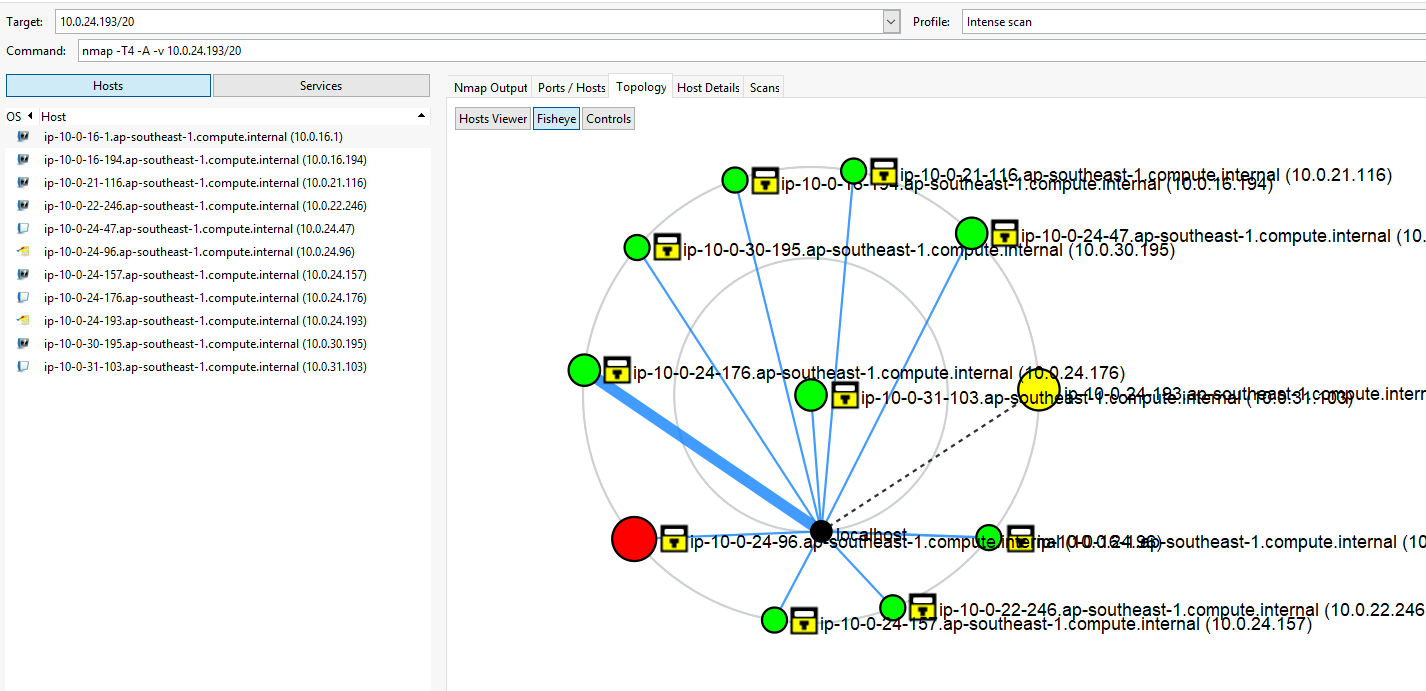 Target: 10.0.24.193/20 Profile: Intense scan
Command: nmap -T4 -A -v 10.0.24.193/20
Hosts Services
Nmap Output Ports / Hosts Topology Host Details Scans
OS Host
Hosts Viewer Fisheye Controls
ip-10-0-16-1.ap-southeast-1.compute.internal (10.0.16.1)
ip-10-0-16-194.ap-southeast-1.compute.internal (10.0.16.194)
ip-10-0-21-116.ap-southeast-1.compute.internal (10.0.21.116)
ip-10-0-22-246.ap-southeast-1.compute.internal (10.0.22.246)
ip-10-0-24-47.ap-southeast-1.compute.internal (10.0.24.47)
ip-10-0-24-96.ap-southeast-1.compute.internal (10.0.24.96)
ip-10-0-24-157.ap-southeast-1.compute.internal (10.0.24.157)
ip-10-0-24-176.ap-southeast-1.compute.internal (10.0.24.176)
ip-10-0-24-193.ap-southeast-1.compute.internal (10.0.24.193)
ip-10-0-30-195.ap-southeast-1.compute.internal (10.0.30.195)
ip-10-0-31-103.ap-southeast-1.compute.internal (10.0.31.103)
ip-10-0-21-116.ap-southeast-1.compute.internal (10.0.21.116)
ip-10-0-16-194.ap-southeast-1.compute.internal (10.0.16.194)
ip-10-0-24-47.ap-southeast-1.compute.internal (10.
ip-10-0-30-195.ap-southeast-1.compute.internal (10.0.30.195)
ip-10-0-24-176.ap-southeast-1.compute.internal (10.0.24.176)
ip-10-0-24-193.ap-southeast-1.compute.intern
ip-10-0-31-103.ap-southeast-1.compute.internal (10.0.31.103)
localhost
ip-10-0-24-96.ap-southeast-1.compute.internal (10.0.24.96)
.ap-southeast-1.compute.internal (10
ip-10-0-22-246.ap-southeast-1.compute.internal (10.0.22.246
ip-10-0-24-157.ap-southeast-1.compute.internal (10.0.24.157)